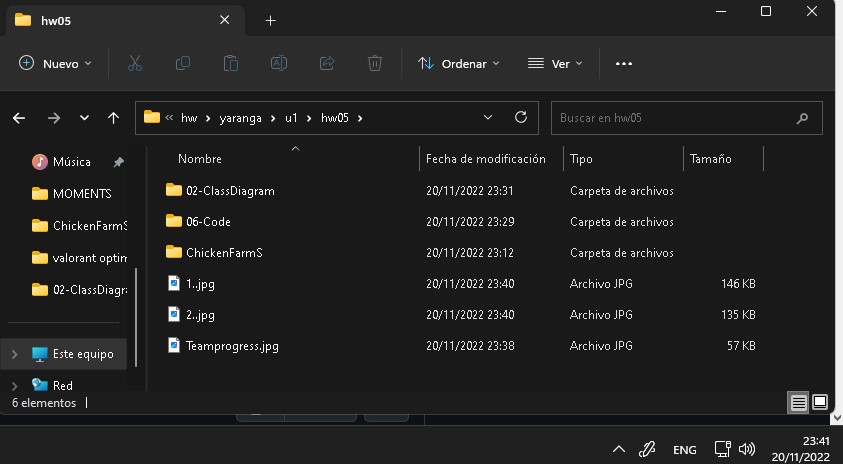 hw05
Nuevo Ordenar Ver
« hw › yaranga › u1 › hw05 › Buscar en hw05
Música
MOMENTS
ChickenFarmS
valorant optim
02-ClassDiagra
Este equipo
Red
Nombre Fecha de modificación Tipo Tamaño
02-ClassDiagram 20/11/2022 23:31 Carpeta de archivos
06-Code 20/11/2022 23:29 Carpeta de archivos
ChickenFarmS 20/11/2022 23:12 Carpeta de archivos
1..jpg 20/11/2022 23:40 Archivo JPG 146 KB
2..jpg 20/11/2022 23:40 Archivo JPG 135 KB
Teamprogress.jpg 20/11/2022 23:38 Archivo JPG 57 KB
6 elementos
ENG
23:41
20/11/2022